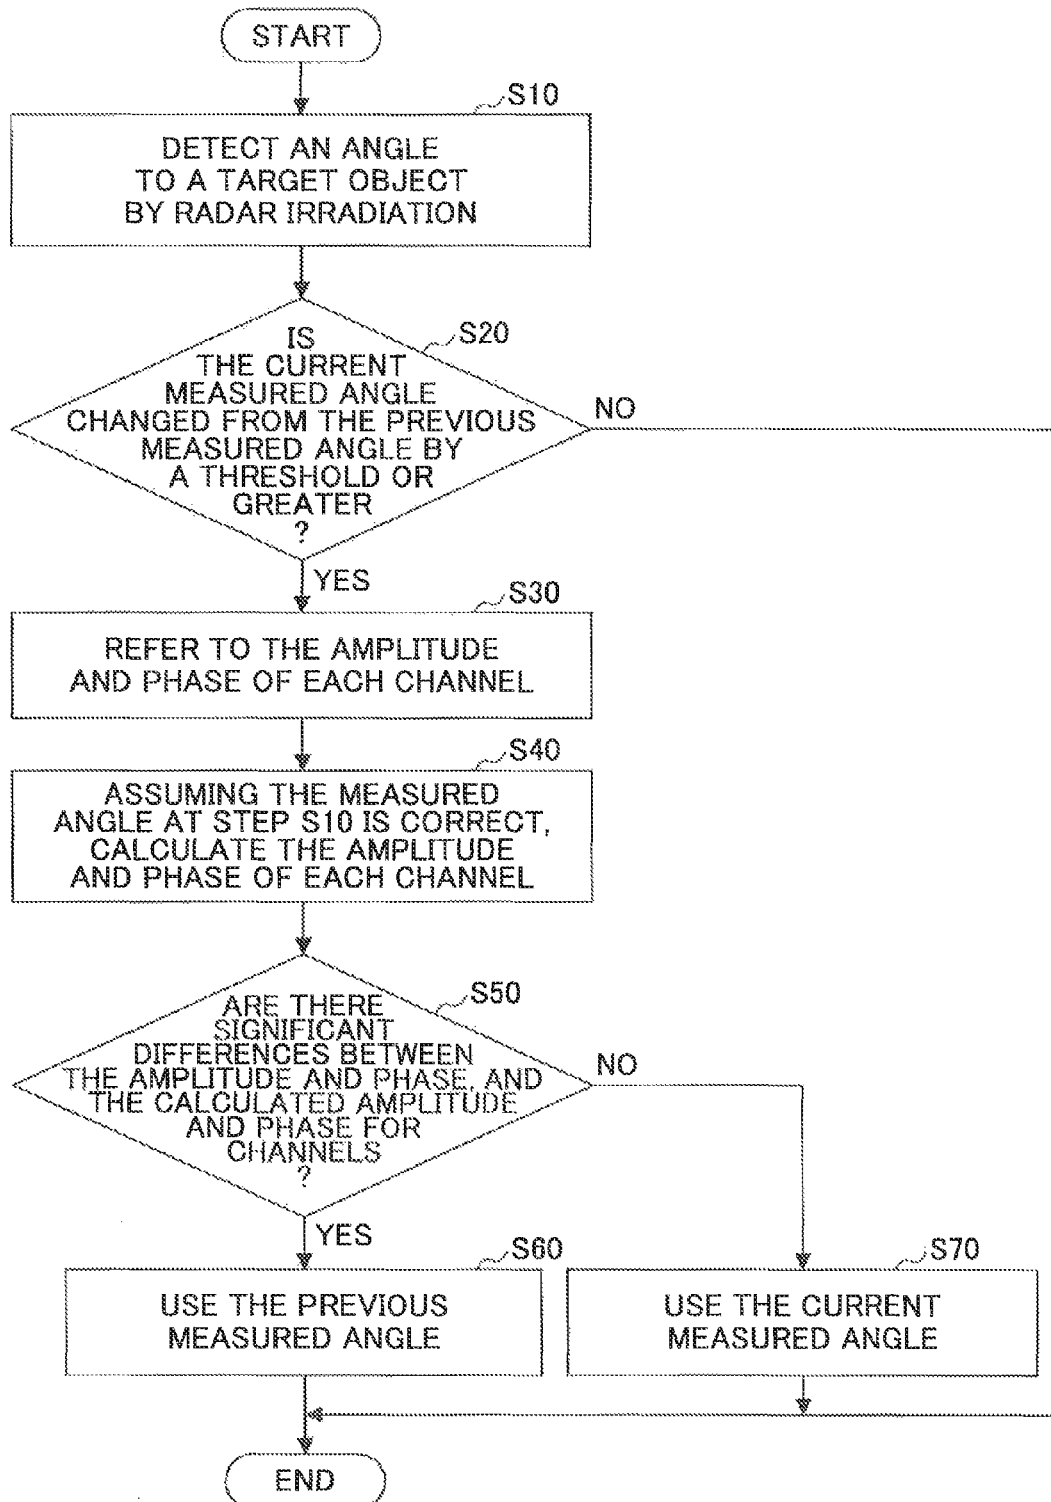 START
S10
DETECT AN ANGLE
TO A TARGET OBJECT
BY RADAR IRRADIATION
S20
IS
THE CURRENT
MEASURED ANGLE
CHANGED FROM THE PREVIOUS
MEASURED ANGLE BY
A THRESHOLD OR
GREATER
?
NO
YES
S30
REFER TO THE AMPLITUDE
AND PHASE OF EACH CHANNEL
S40
ASSUMING THE MEASURED
ANGLE AT STEP S10 IS CORRECT,
CALCULATE THE AMPLITUDE
AND PHASE OF EACH CHANNEL
S50
ARE THERE
SIGNIFICANT
DIFFERENCES BETWEEN
THE AMPLITUDE AND PHASE, AND
THE CALCULATED AMPLITUDE
AND PHASE FOR
CHANNELS
?
NO
YES
S60
USE THE PREVIOUS
MEASURED ANGLE
S70
USE THE CURRENT
MEASURED ANGLE
END